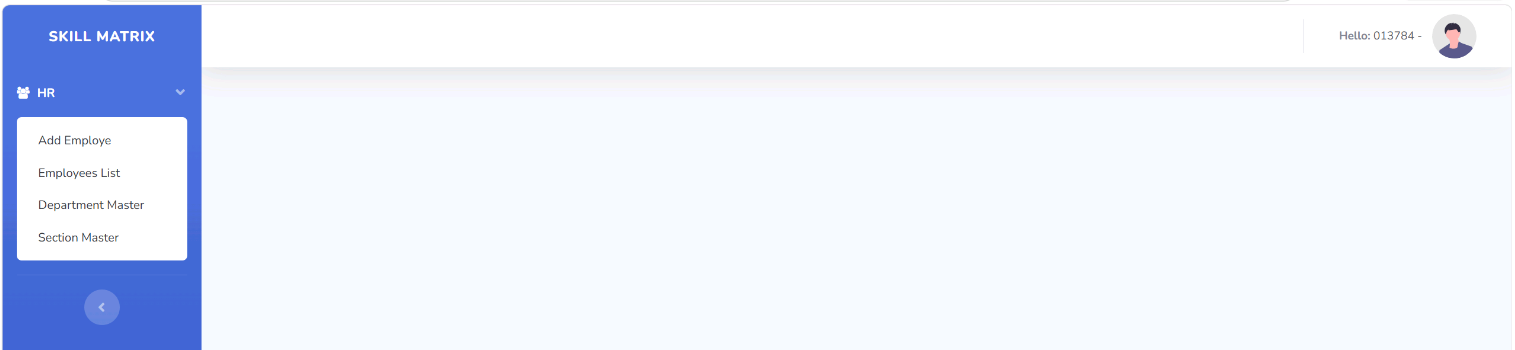 SKILL MATRIX
Hello: 013784 -
HR
Add Employe
Employees List
Department Master
Section Master